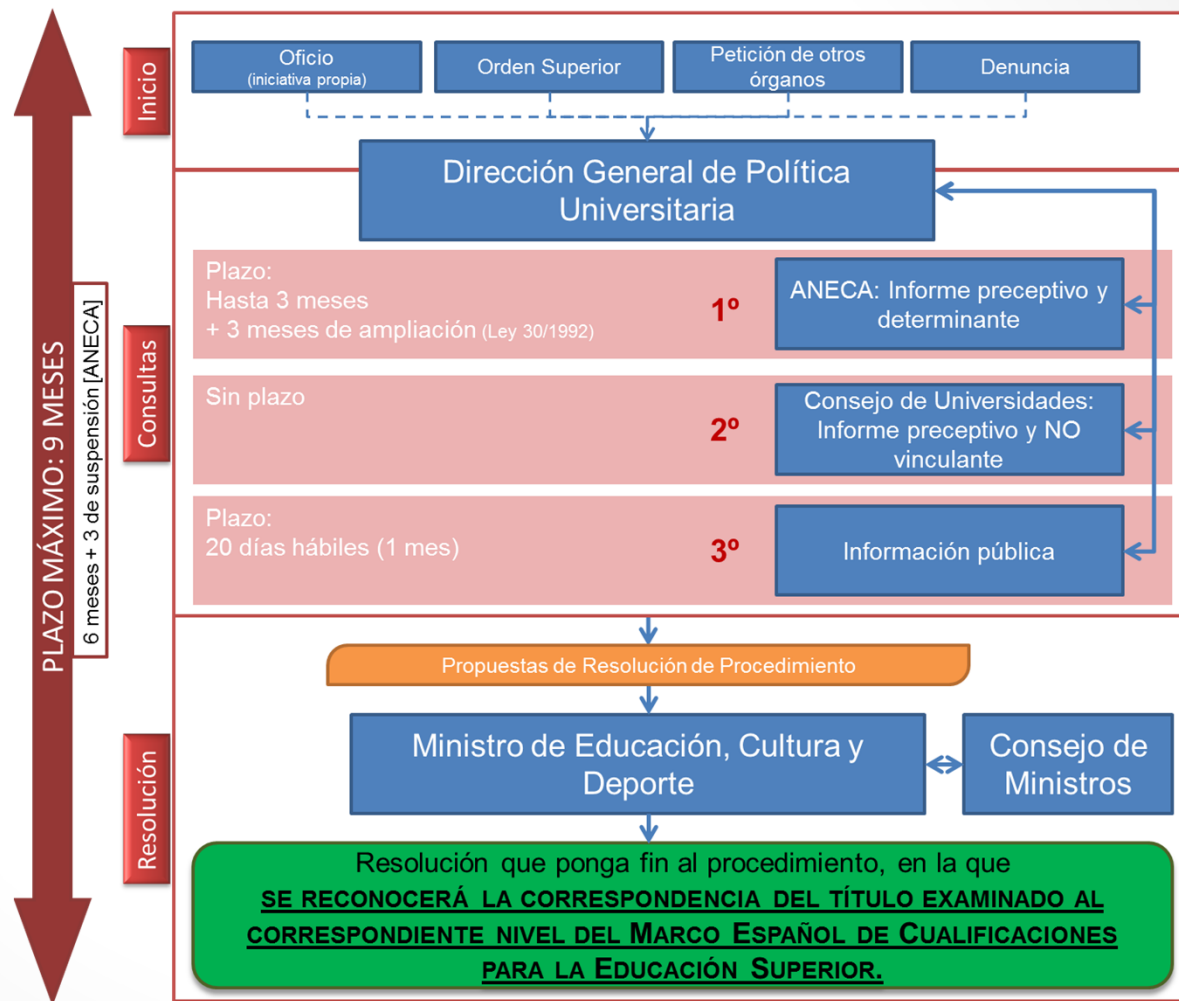 PLAZO MÁXIMO: 9 MESES
6 meses + 3 de suspensión [ANECA]
Inicio
Oficio
(iniciativa propia)
Orden Superior
Petición de otros
órganos
Denuncia
Dirección General de Política
Universitaria
Consultas
Plazo:
Hasta 3 meses
+ 3 meses de ampliación (Ley 30/1992)
1º
ANECA: Informe preceptivo y
determinante
Sin plazo
2º
Consejo de Universidades:
Informe preceptivo y NO
vinculante
Plazo:
20 días hábiles (1 mes)
3º
Información pública
Propuestas de Resolución de Procedimiento
Resolución
Ministro de Educación, Cultura y
Deporte
Consejo de
Ministros
Resolución que ponga fin al procedimiento, en la que
SE RECONOCERÁ LA CORRESPONDENCIA DEL TÍTULO EXAMINADO AL
CORRESPONDIENTE NIVEL DEL MARCO ESPAÑOL DE CUALIFICACIONES
PARA LA EDUCACIÓN SUPERIOR.